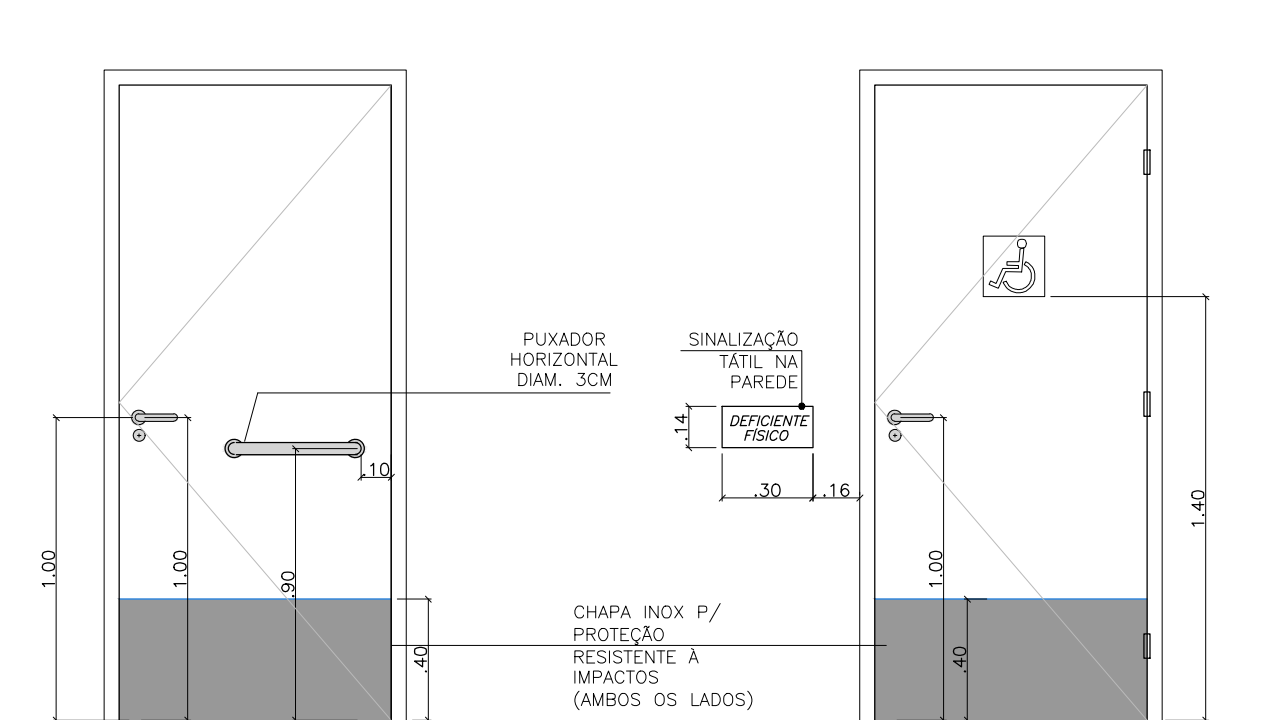 PUXADOR
HORIZONTAL
DIAM. 3CM
SINALIZAÇÃO
TÁTIL NA
PAREDE
DEFICIENTE
FÍSICO
.14
.30
.16
.10
1.00
1.00
.90
.40
CHAPA INOX P/
PROTEÇÃO
RESISTENTE À
IMPACTOS
(AMBOS OS LADOS)
1.00
.40
1.40